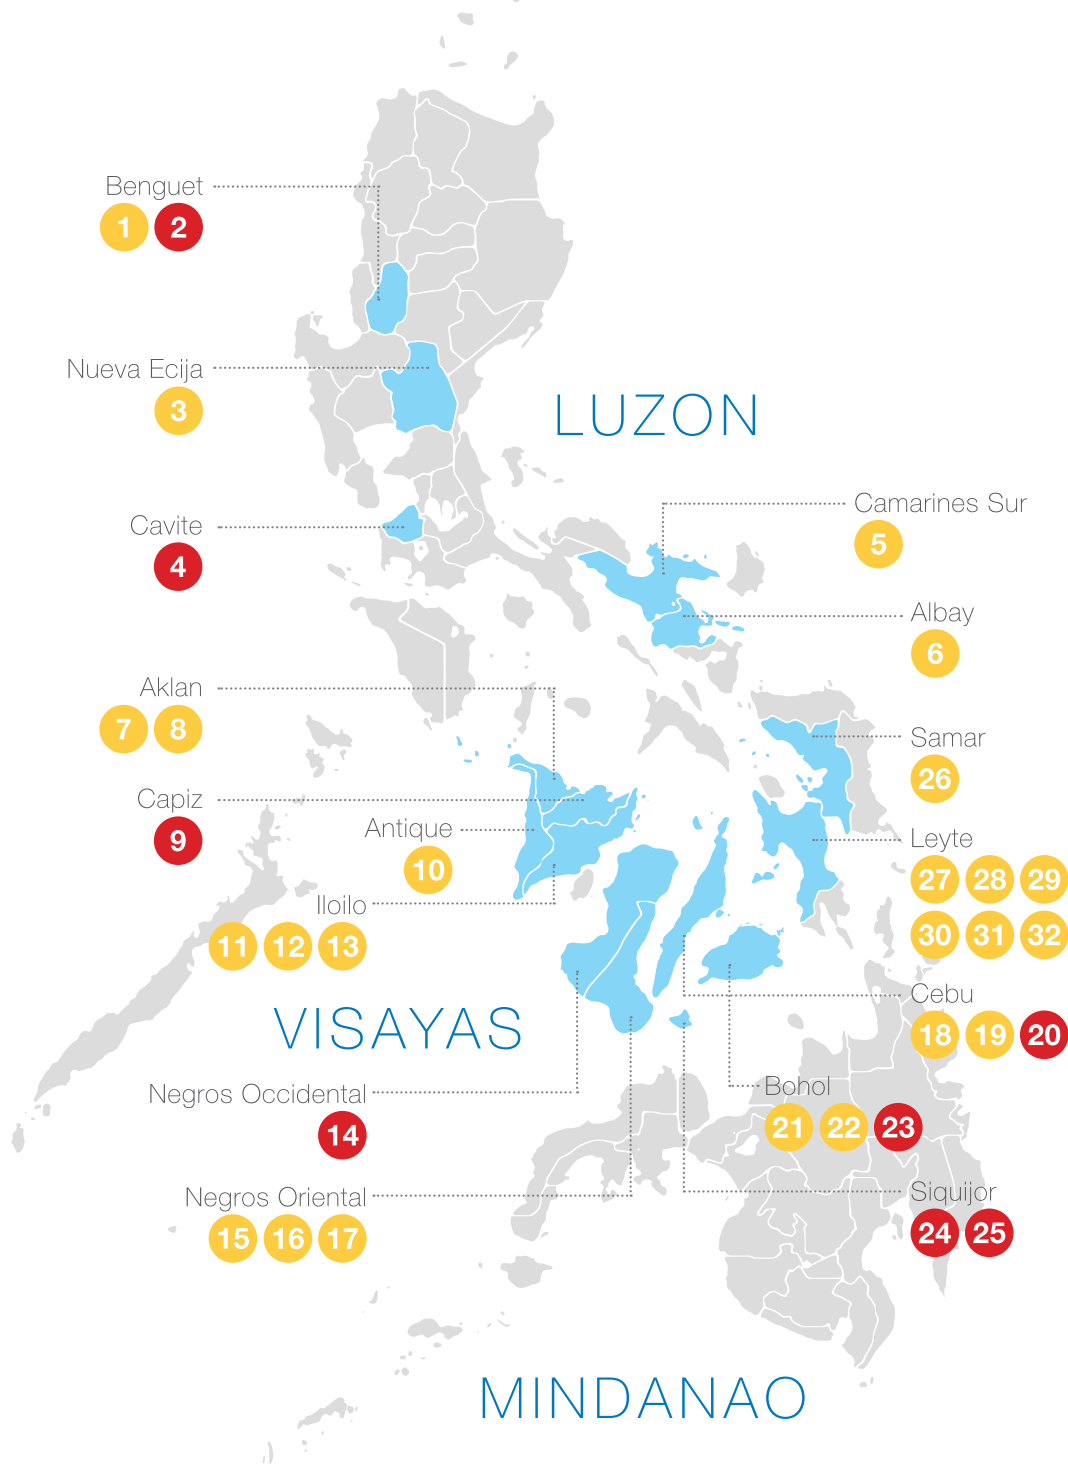 Benguet
1 2
Nueva Ecija
3
LUZON
Cavite
4
Camarines Sur
5
Albay
6
Aklan
7 8
Samar
26
Capiz
9
Antique
10
Leyte
27 28 29
30 31 32
Iloilo
11 12 13
VISAYAS
Cebu
18 19 20
Negros Occidental
14
Bohol
21 22 23
Negros Oriental
15 16 17
Siquijor
24 25
MINDANAO